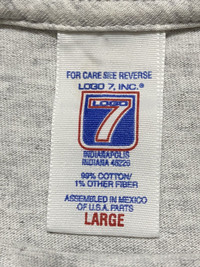 FOR CARE SEE REVERSE
LOGO 7, INC.®
LOGO
7
INDIANAPOLIS
INDIANA 46226
99% COTTON/
1% OTHER FIBER
ASSEMBLED IN MEXICO
OF U.S.A. PARTS
LARGE